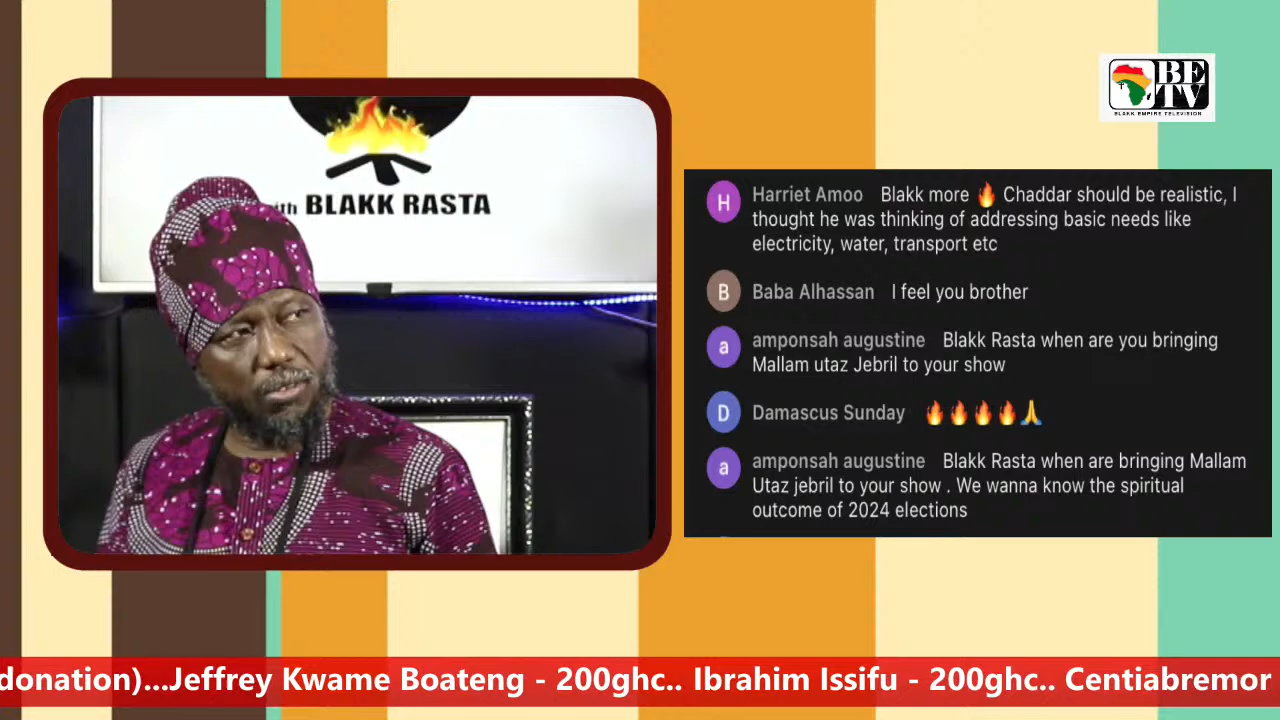 BE
TV
BLAKK EMPIRE TELEVISION
with BLAKK RASTA
H Harriet Amoo Blakk more 🔥 Chaddar should be realistic, I
thought he was thinking of addressing basic needs like
electricity, water, transport etc
B Baba Alhassan I feel you brother
a amponsah augustine Blakk Rasta when are you bringing
Mallam utaz Jebril to your show
D Damascus Sunday 🔥🔥🔥🔥🙏
a amponsah augustine Blakk Rasta when are bringing Mallam
Utaz jebril to your show . We wanna know the spiritual
outcome of 2024 elections
donation)...Jeffrey Kwame Boateng - 200ghc.. Ibrahim Issifu - 200ghc.. Centiabremor